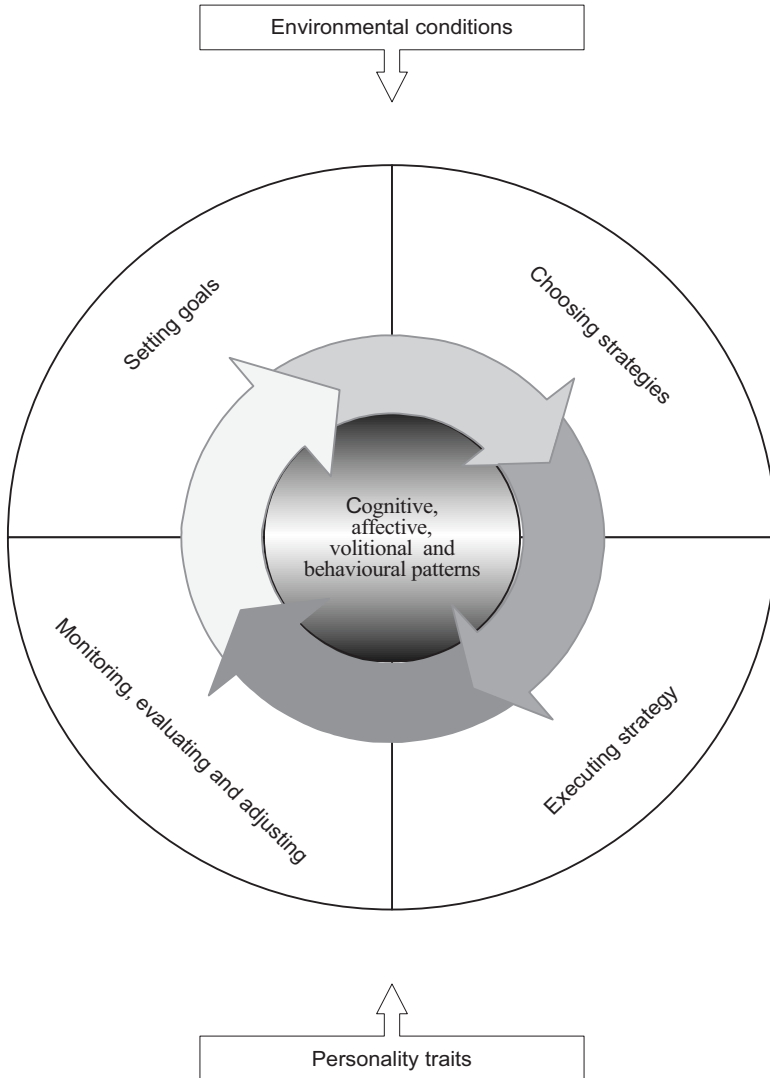 Environmental conditions
Setting goals
Choosing strategies
Cognitive,
affective,
volitional and
behavioural patterns
Monitoring, evaluating and adjusting
Executing strategy
Personality traits